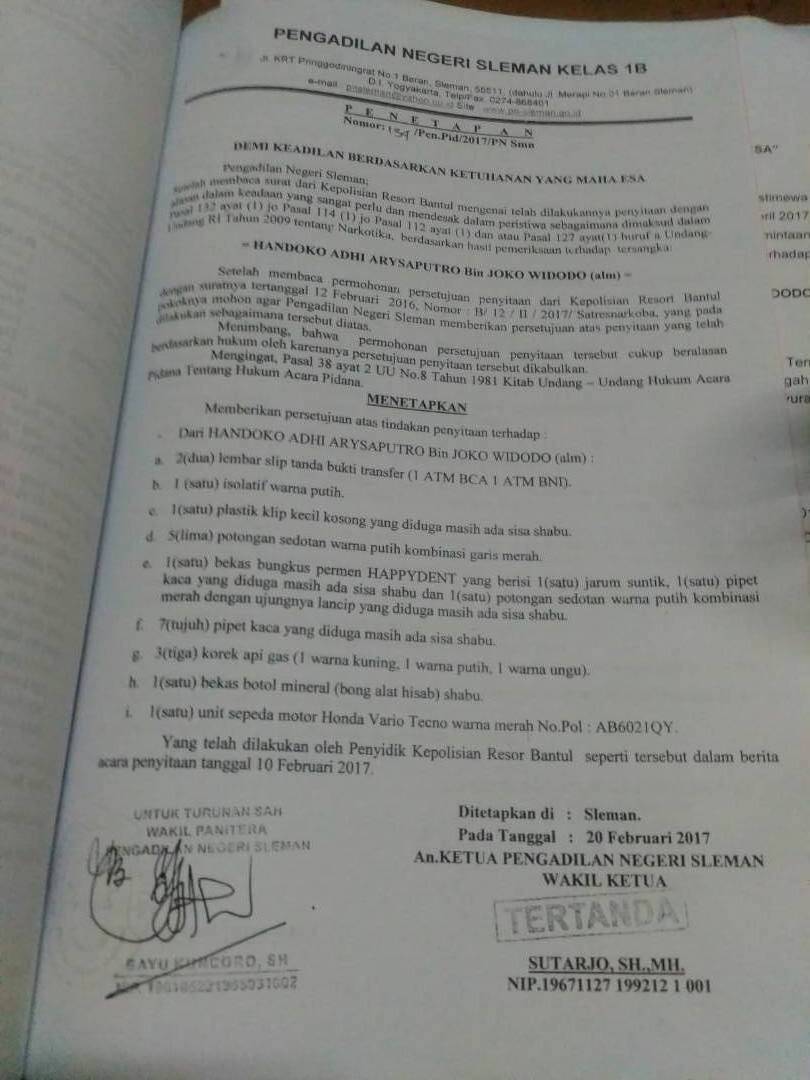 PENGADILAN NEGERI SLEMAN KELAS 1B
Jl. KRT Pringgodiningrat No.1 Beran, Sleman, 55511, (dahulu Jl. Merapi No.01 Beran Sleman)
D.I. Yogyakarta, Telp/Fax. 0274-868401
e-mail : pnsleman@yahoo.co.id Site : www.pn-sleman.go.id
P E N E T A P A N
Nomor: 159 /Pen.Pid/2017/PN Smn
DEMI KEADILAN BERDASARKAN KETUHANAN YANG MAHA ESA
Pengadilan Negeri Sleman;
setelah membaca surat dari Kepolisian Resort Bantul mengenai telah dilakukannya penyitaan dengan
alasan dalam keadaan yang sangat perlu dan mendesak dalam peristiwa sebagaimana dimaksud dalam
pasal 132 ayat (1) jo Pasal 114 (1) jo Pasal 112 ayat (1) dan atau Pasal 127 ayat(1) huruf a Undang-
Undang RI Tahun 2009 tentang Narkotika, berdasarkan hasil pemeriksaan terhadap tersangka:
= HANDOKO ADHI ARYSAPUTRO Bin JOKO WIDODO (alm) =
Setelah membaca permohonan persetujuan penyitaan dari Kepolisian Resort Bantul
dengan suratnya tertanggal 12 Februari 2016, Nomor : B/ 12 / II / 2017/ Satresnarkoba, yang pada
pokoknya mohon agar Pengadilan Negeri Sleman memberikan persetujuan atas penyitaan yang telah
dilakukan sebagaimana tersebut diatas.
Menimbang, bahwa permohonan persetujuan penyitaan tersebut cukup beralasan
berdasarkan hukum oleh karenanya persetujuan penyitaan tersebut dikabulkan.
Mengingat, Pasal 38 ayat 2 UU No.8 Tahun 1981 Kitab Undang – Undang Hukum Acara
Pidana Tentang Hukum Acara Pidana.
MENETAPKAN
Memberikan persetujuan atas tindakan penyitaan terhadap :
. Dari HANDOKO ADHI ARYSAPUTRO Bin JOKO WIDODO (alm) :
a. 2(dua) lembar slip tanda bukti transfer (1 ATM BCA 1 ATM BNI).
b. 1 (satu) isolatif warna putih.
c. 1(satu) plastik klip kecil kosong yang diduga masih ada sisa shabu.
d. 5(lima) potongan sedotan warna putih kombinasi garis merah.
e. 1(satu) bekas bungkus permen HAPPYDENT yang berisi 1(satu) jarum suntik, 1(satu) pipet
kaca yang diduga masih ada sisa shabu dan 1(satu) potongan sedotan warna putih kombinasi
merah dengan ujungnya lancip yang diduga masih ada sisa shabu.
f. 7(tujuh) pipet kaca yang diduga masih ada sisa shabu.
g. 3(tiga) korek api gas (1 warna kuning, 1 warna putih, 1 warna ungu).
h. 1(satu) bekas botol mineral (bong alat hisab) shabu.
i. 1(satu) unit sepeda motor Honda Vario Tecno warna merah No.Pol : AB6021QY.
Yang telah dilakukan oleh Penyidik Kepolisian Resor Bantul seperti tersebut dalam berita
acara penyitaan tanggal 10 Februari 2017.
UNTUK TURUNAN SAH
WAKIL PANITERA
PENGADILAN NEGERI SLEMAN
BAYU KUNCORO, SH
Ditetapkan di : Sleman.
Pada Tanggal : 20 Februari 2017
An.KETUA PENGADILAN NEGERI SLEMAN
WAKIL KETUA
TERTANDA
SUTARJO, SH.,MH.
NIP.19671127 199212 1 001
SA"
stimewa
ril 2017
mintaan
rhadap
DODO
Ten
gah